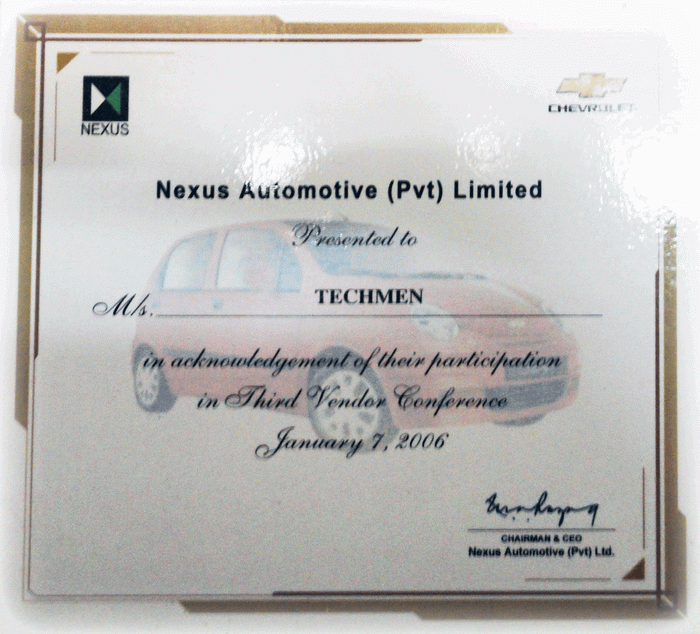 NEXUS
CHEVROLET
Nexus Automotive (Pvt) Limited
Presented to
M/s. TECHMEN
in acknowledgement of their participation
in Third Vendor Conference
January 7, 2006
CHAIRMAN & CEO
Nexus Automotive (Pvt) Ltd.